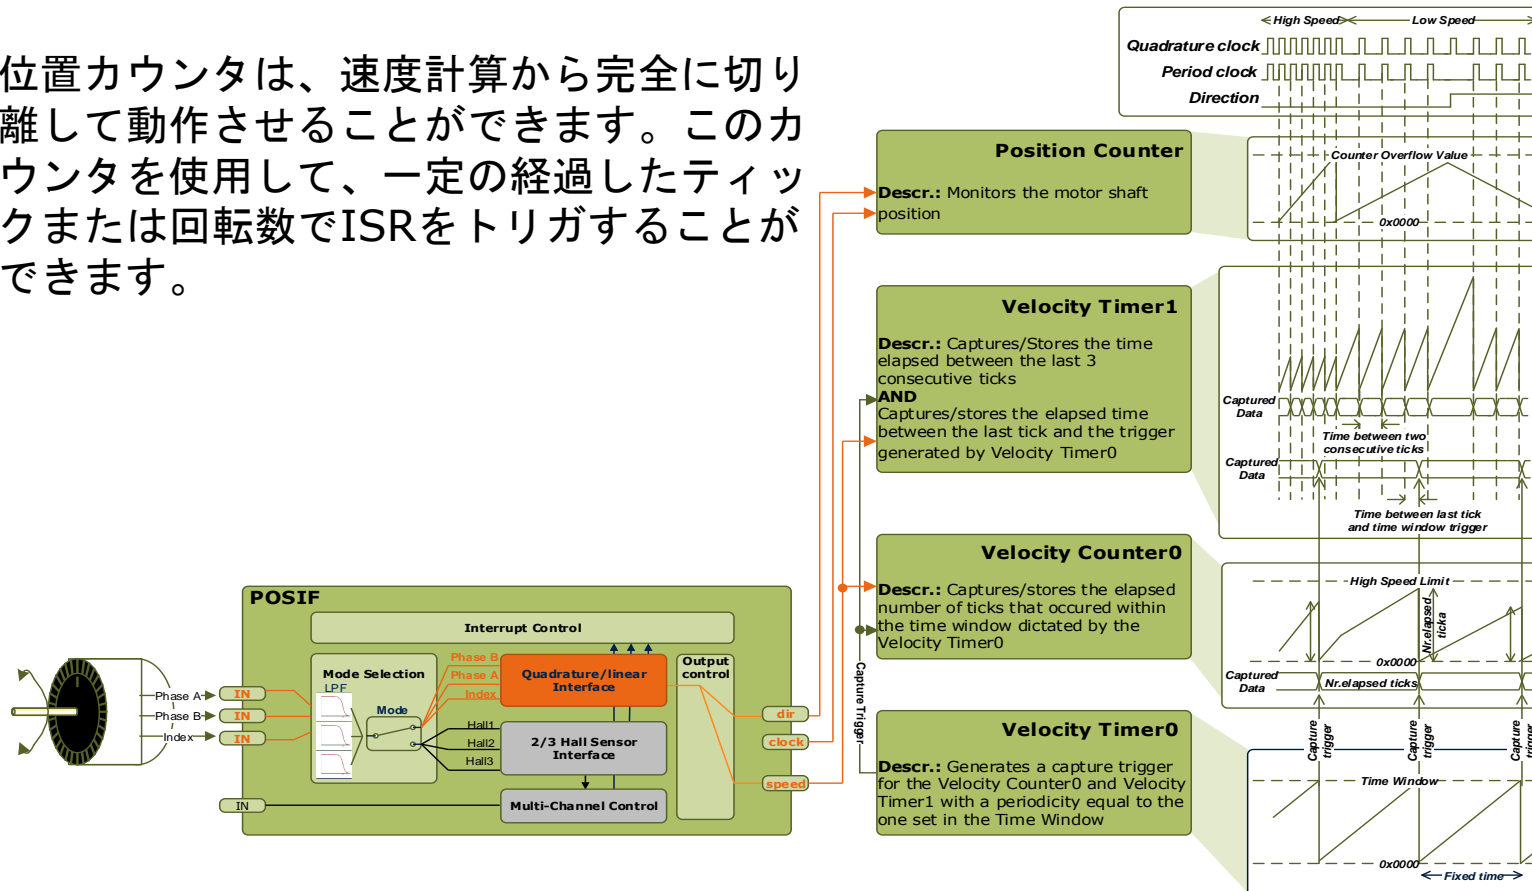 位置カウンタは、速度計算から完全に切り
離して動作させることができます。このカ
ウンタを使用して、一定の経過したティッ
クまたは回転数でISRをトリガすることが
できます。
High Speed
Low Speed
Quadrature clock
Period clock
Direction
Position Counter
Descr.: Monitors the motor shaft
position
Counter Overflow Value
0x0000
Velocity Timer1
Descr.: Captures/Stores the time
elapsed between the last 3
consecutive ticks
AND
Captures/stores the elapsed time
between the last tick and the trigger
generated by Velocity Timer0
Captured
Data
Time between two
consecutive ticks
Captured
Data
Time between last tick
and time window trigger
Velocity Counter0
Descr.: Captures/stores the elapsed
number of ticks that occured within
the time window dictated by the
Velocity Timer0
High Speed Limit
Nr.elapsed
ticka
0x0000
Captured
Data
Nr.elapsed ticks
Capture Trigger
Capture
trigger
Capture
trigger
Capture
trigger
Velocity Timer0
Descr.: Generates a capture trigger
for the Velocity Counter0 and Velocity
Timer1 with a periodicity equal to the
one set in the Time Window
Time Window
0x0000
Fixed time
POSIF
Interrupt Control
Mode Selection
LPF
Mode
Phase B
Phase A
Index
Quadrature/linear
Interface
Output
control
Hall1
Hall2
Hall3
2/3 Hall Sensor
Interface
Multi-Channel Control
Phase A
Phase B
Index
IN
IN
IN
IN
dir
clock
speed